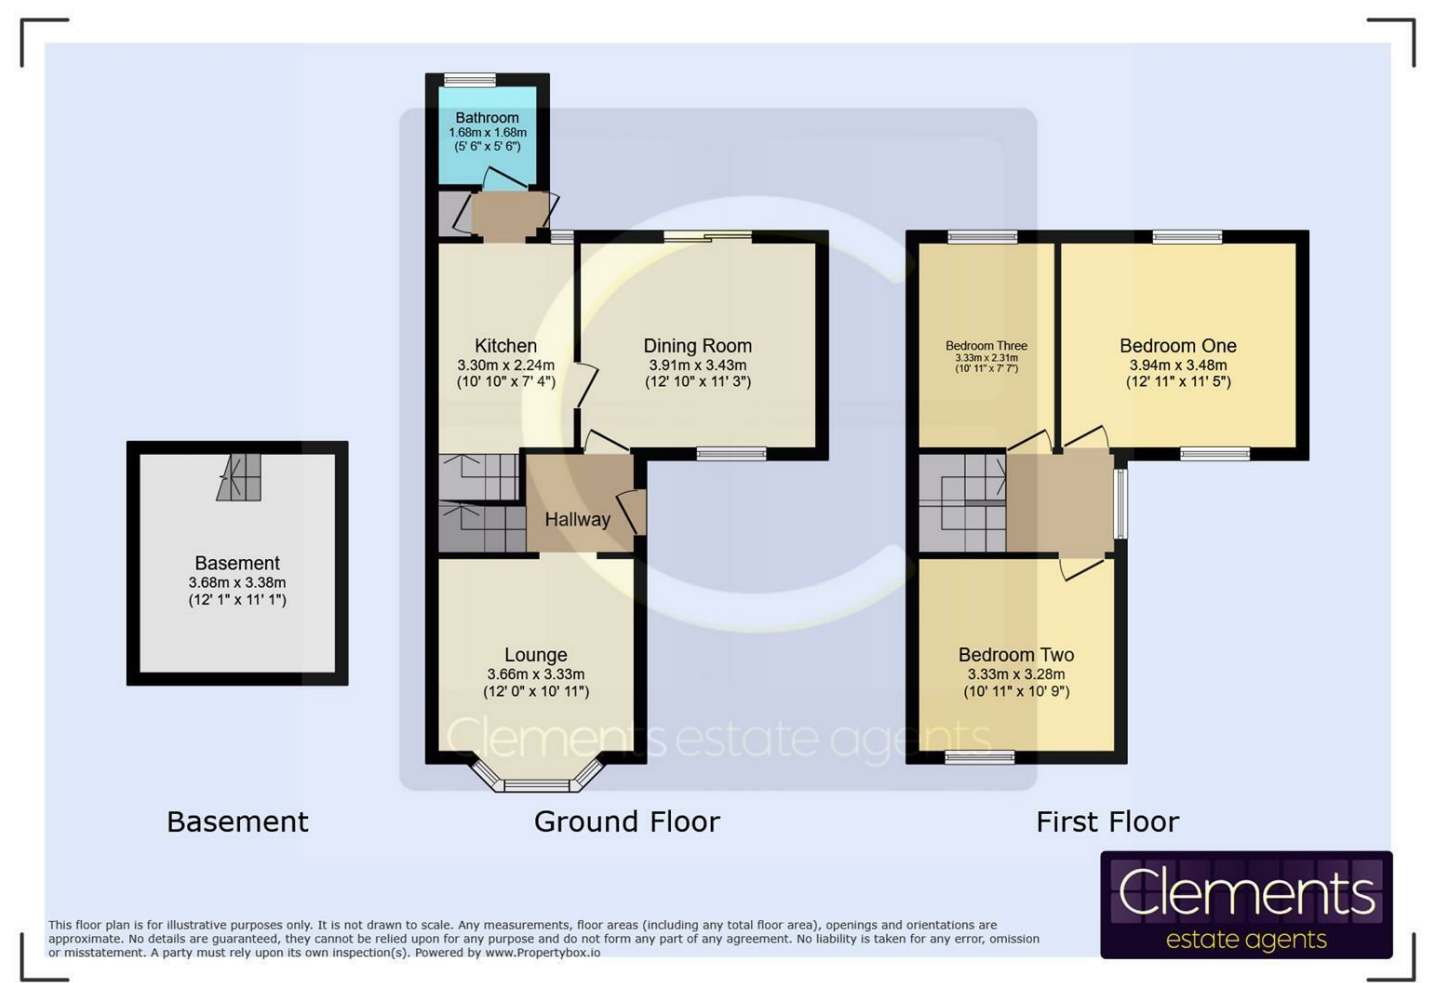 Bathroom
1.68m x 1.68m
(5' 6" x 5' 6")
Kitchen
3.30m x 2.24m
(10' 10" x 7' 4")
Dining Room
3.91m x 3.43m
(12' 10" x 11' 3")
Bedroom Three
3.33m x 2.31m
(10' 11" x 7' 7")
Bedroom One
3.94m x 3.48m
(12' 11" x 11' 5")
Hallway
Basement
3.68m x 3.38m
(12' 1" x 11' 1")
Lounge
3.66m x 3.33m
(12' 0" x 10' 11")
Bedroom Two
3.33m x 3.28m
(10' 11" x 10' 9")
Clements estate agents
Basement
Ground Floor
First Floor
Clements
estate agents
This floor plan is for illustrative purposes only. It is not drawn to scale. Any measurements, floor areas (including any total floor area), openings and orientations are
approximate. No details are guaranteed, they cannot be relied upon for any purpose and do not form any part of any agreement. No liability is taken for any error, omission
or misstatement. A party must rely upon its own inspection(s). Powered by www.Propertybox.io